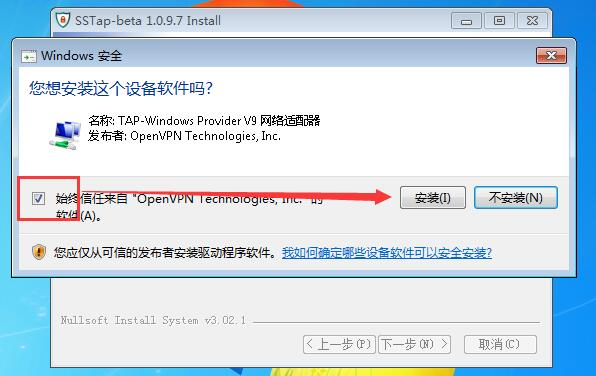 SSTap-beta 1.0.9.7 Install
Windows 安全
您想安装这个设备软件吗?
名称: TAP-Windows Provider V9 网络适配器
发布者: OpenVPN Technologies, Inc.
始终信任来自 "OpenVPN Technologies, Inc." 的
软件(A)。
安装(I)
不安装(N)
您应仅从可信的发布者安装驱动程序软件。我如何确定哪些设备软件可以安全安装?
Nullsoft Install System v3.02.1
< 上一步(P)
下一步(N) >
取消(C)